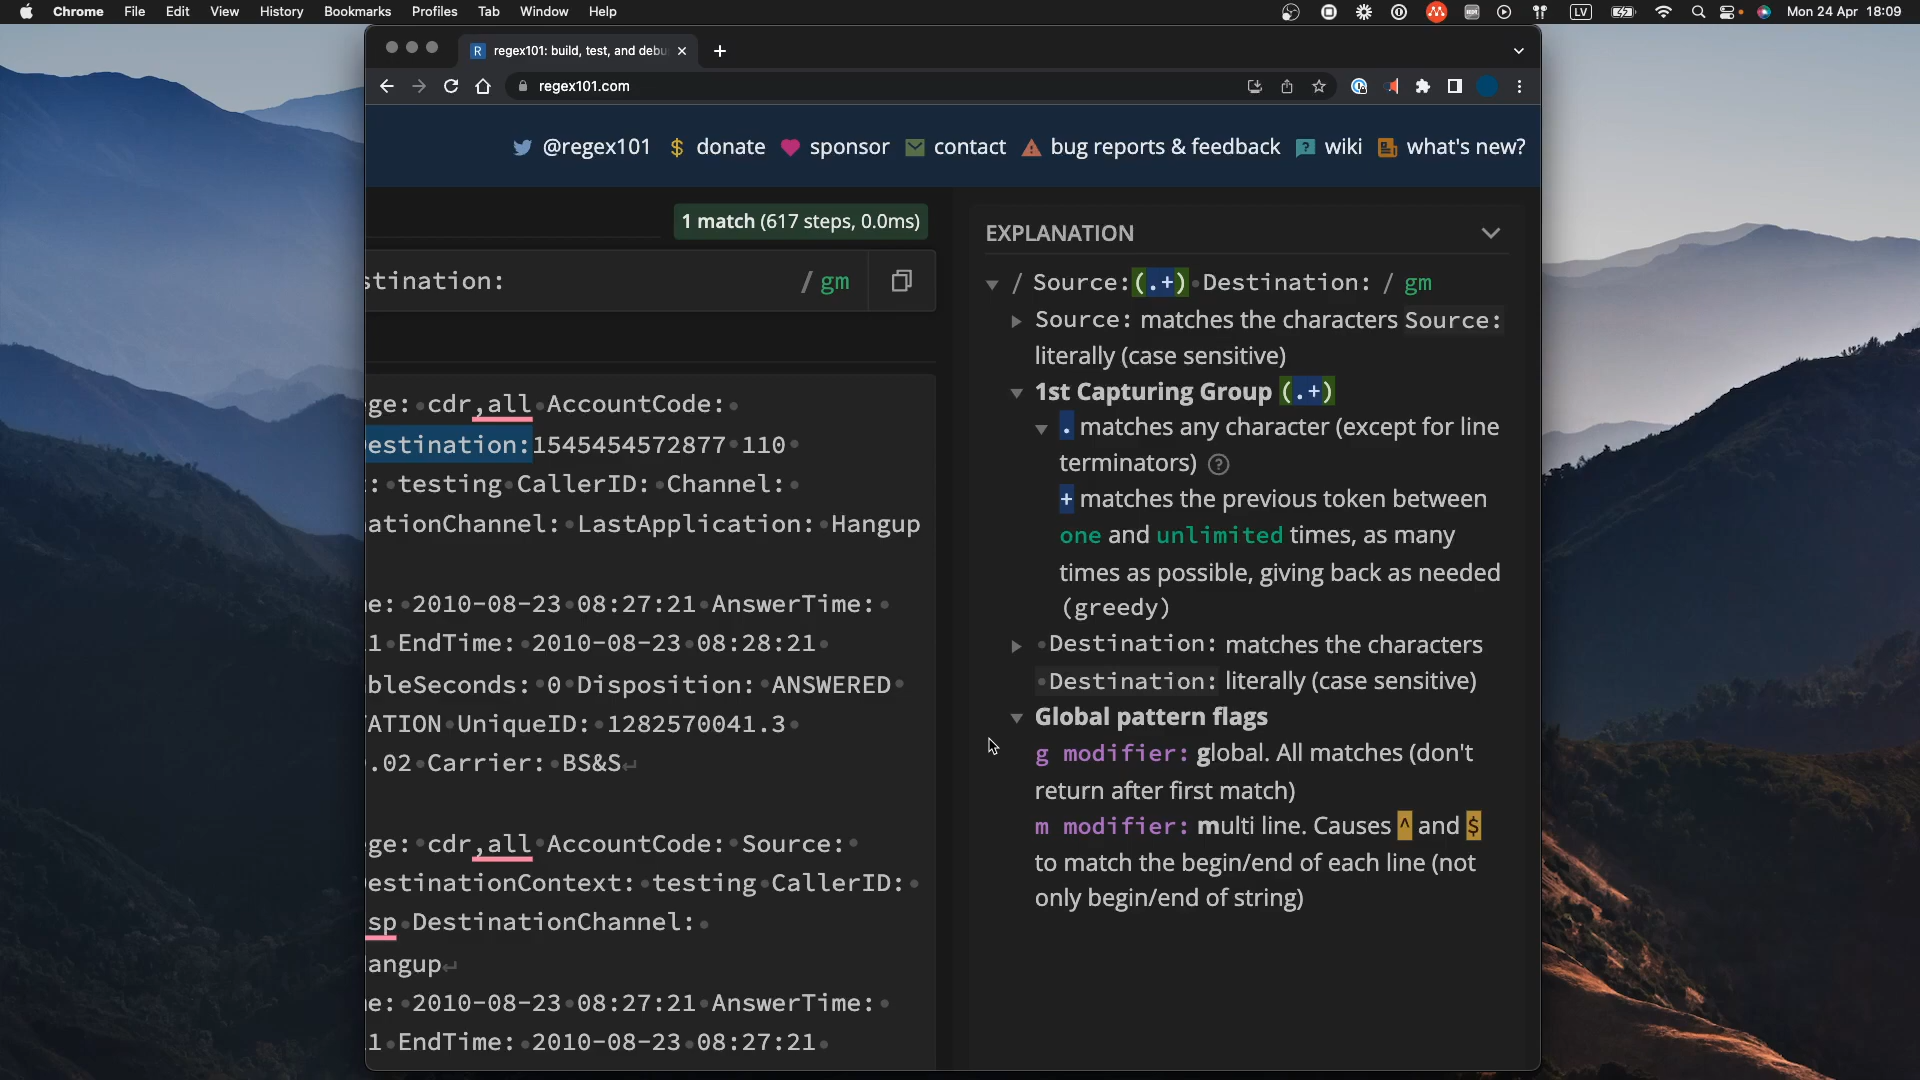 Chrome File Edit View History Bookmarks Profiles Tab Window Help LV Mon 24 Apr 18:09
R regex101: build, test, and debu
regex101.com
@regex101 $ donate sponsor contact bug reports & feedback wiki what's new?
1 match (617 steps, 0.0ms)
stination: / gm
ge: cdr,all AccountCode:
estination:1545454572877 110
: testing CallerID: Channel:
ationChannel: LastApplication: Hangup
e: 2010-08-23 08:27:21 AnswerTime:
1 EndTime: 2010-08-23 08:28:21
bleSeconds: 0 Disposition: ANSWERED
TATION UniqueID: 1282570041.3
.02 Carrier: BS&S
ge: cdr,all AccountCode: Source:
estinationContext: testing CallerID:
sp DestinationChannel:
angup
e: 2010-08-23 08:27:21 AnswerTime:
1 EndTime: 2010-08-23 08:27:21
EXPLANATION
/ Source:(.+) Destination: / gm
Source: matches the characters Source:
literally (case sensitive)
1st Capturing Group (.+)
. matches any character (except for line
terminators) ?
+ matches the previous token between
one and unlimited times, as many
times as possible, giving back as needed
(greedy)
Destination: matches the characters
Destination: literally (case sensitive)
Global pattern flags
g modifier: global. All matches (don't
return after first match)
m modifier: multi line. Causes ^ and $
to match the begin/end of each line (not
only begin/end of string)